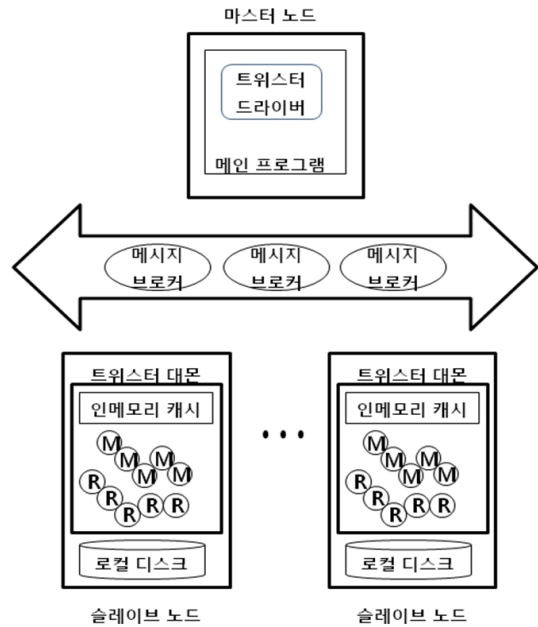 마스터 노드
트위스터
드라이버
메인 프로그램
메시지
브로커
메시지
브로커
메시지
브로커
트위스터 대몬
인메모리 캐시
M
M
M
M
M
R
R
R
R
R
로컬 디스크
슬레이브 노드
• • •
트위스터 대몬
인메모리 캐시
M
M
M
M
M
R
R
R
R
R
로컬 디스크
슬레이브 노드